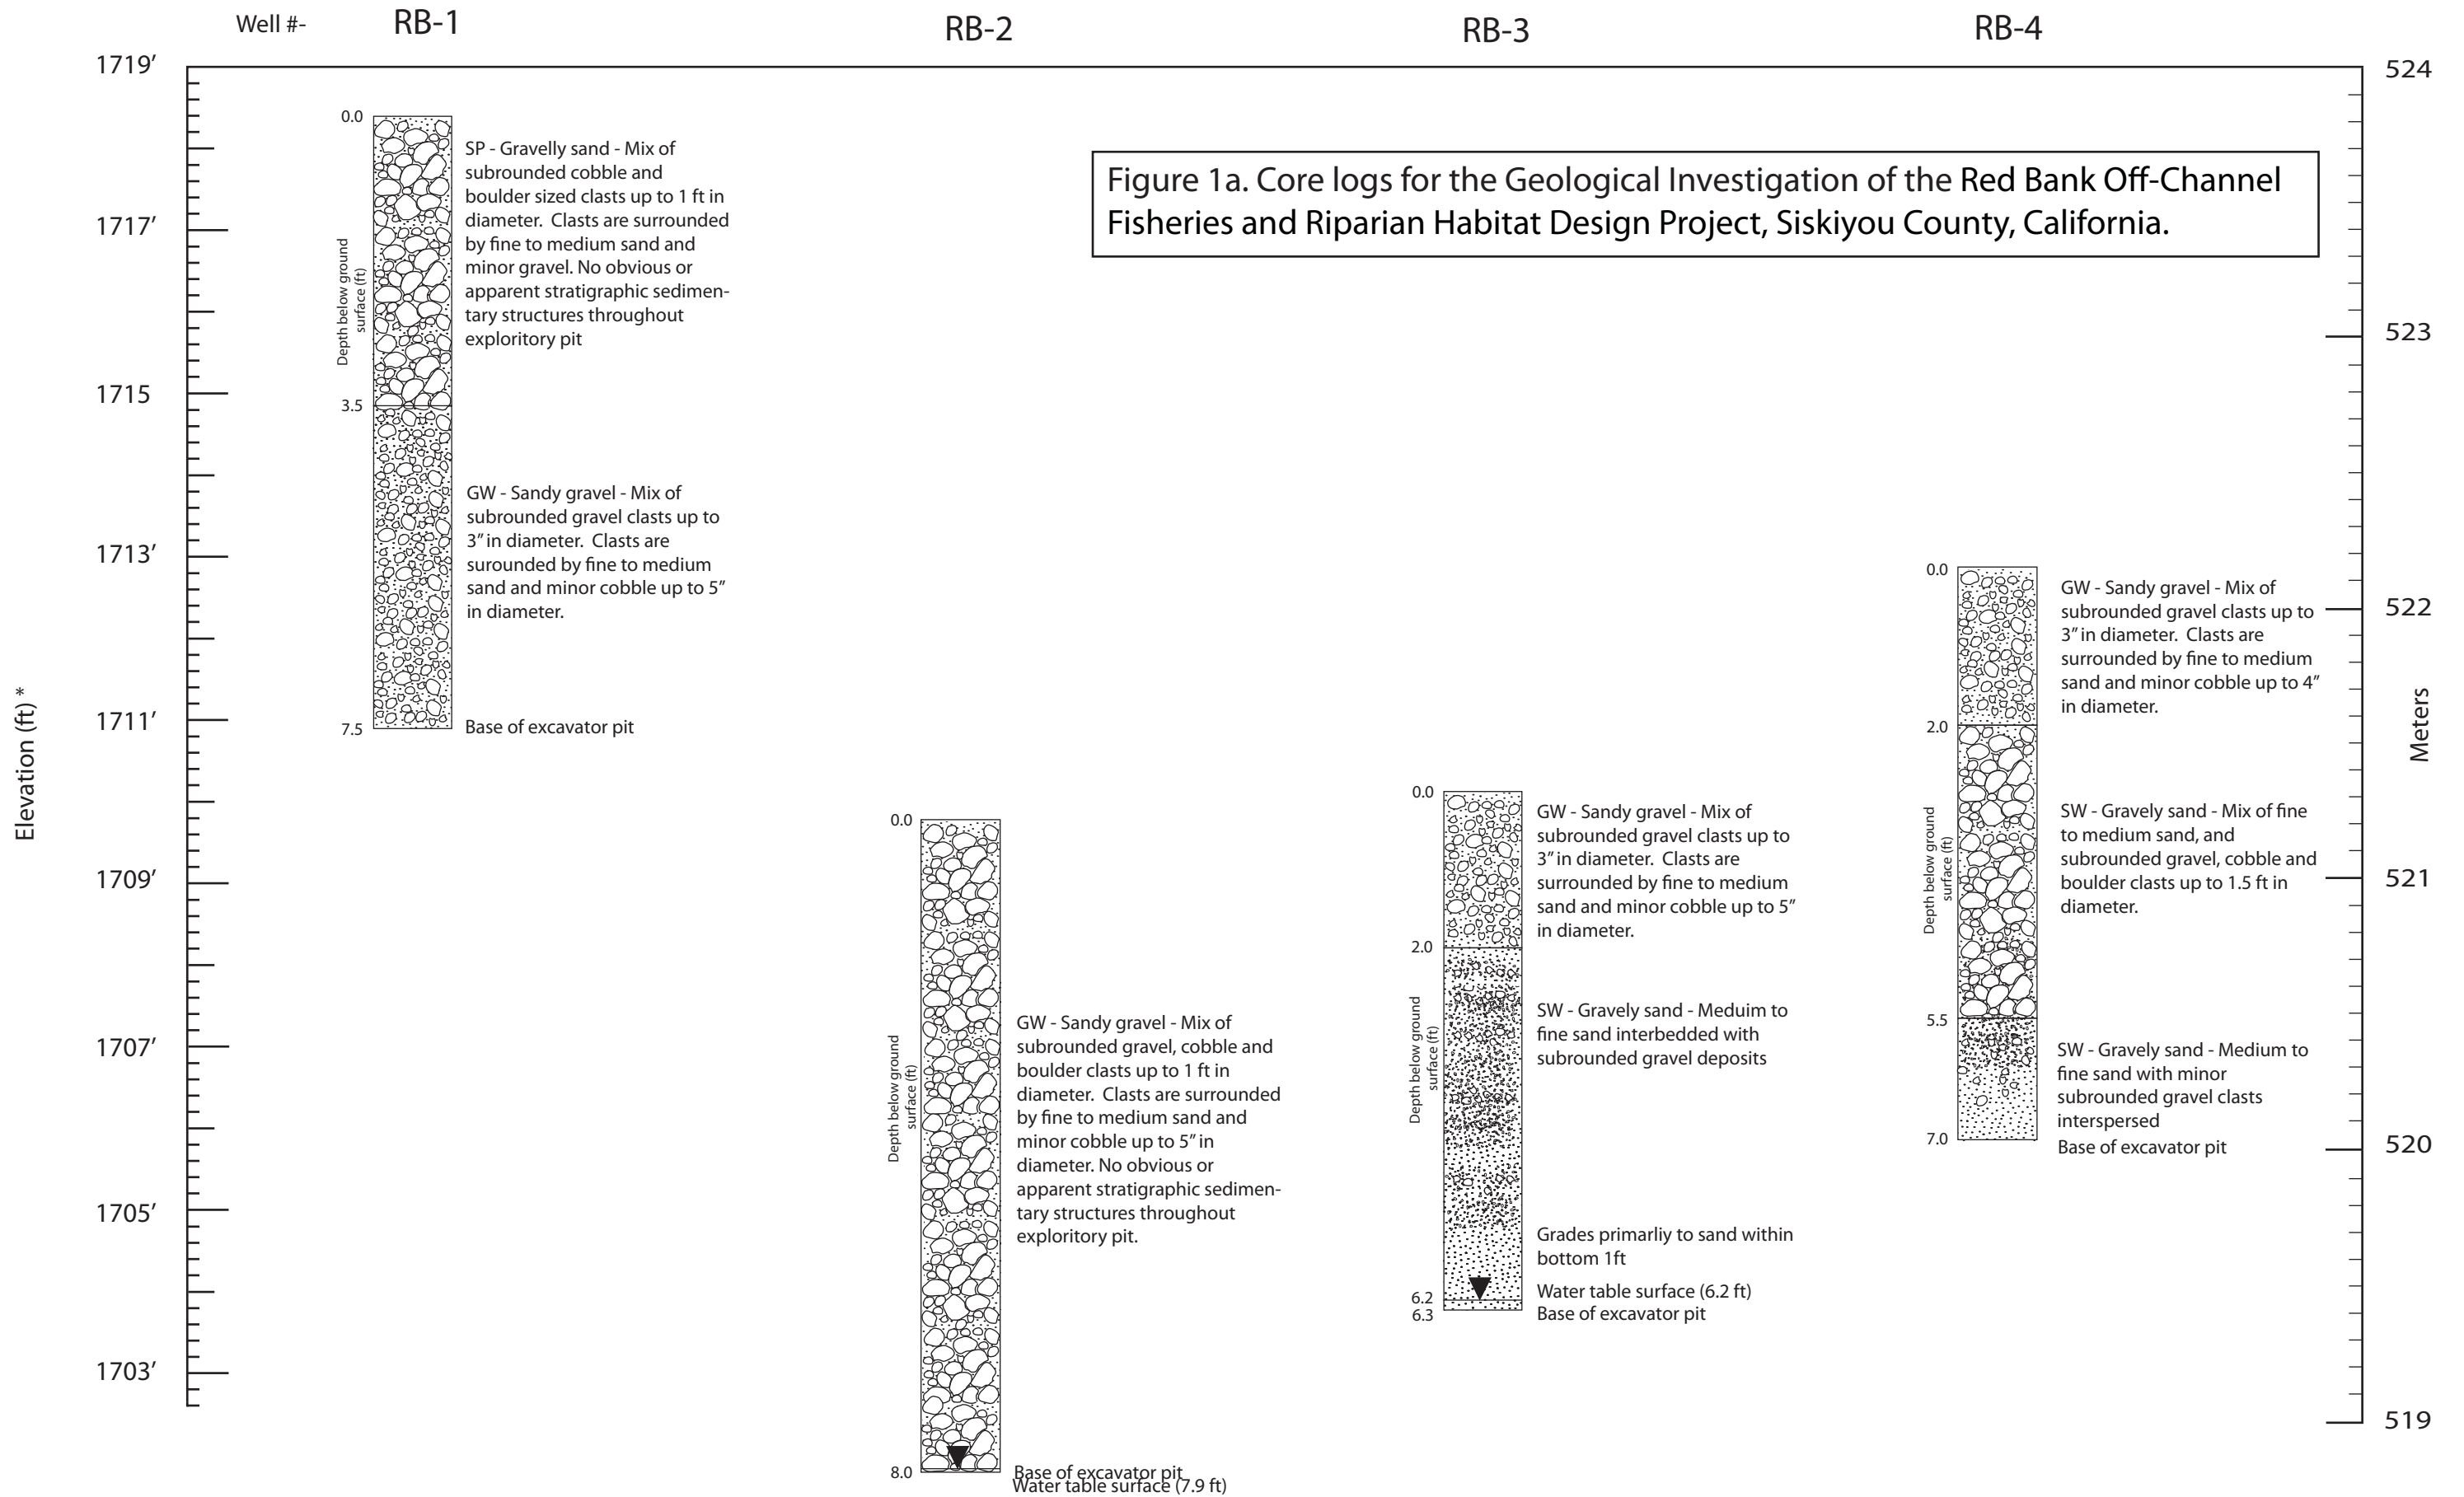 Well #-
RB-1
RB-2
RB-3
RB-4
1719’
1717’
1715
1713’
1711’
1709’
1707’
1705’
1703’
Elevation (ft) *
524
523
522
521
520
519
Meters
Figure 1a. Core logs for the Geological Investigation of the Red Bank Off-Channel
Fisheries and Riparian Habitat Design Project, Siskiyou County, California.
0.0
3.5
7.5
Depth below ground
surface (ft)
SP - Gravelly sand - Mix of
subrounded cobble and
boulder sized clasts up to 1 ft in
diameter.  Clasts are surrounded
by fine to medium sand and
minor gravel. No obvious or
apparent stratigraphic sedimen-
tary structures throughout
exploritory pit
GW - Sandy gravel - Mix of
subrounded gravel clasts up to
3” in diameter.  Clasts are
surounded by fine to medium
sand and minor cobble up to 5”
in diameter.
Base of excavator pit
0.0
8.0
Depth below ground
surface (ft)
GW - Sandy gravel - Mix of
subrounded gravel, cobble and
boulder clasts up to 1 ft in
diameter.  Clasts are surrounded
by fine to medium sand and
minor cobble up to 5” in
diameter. No obvious or
apparent stratigraphic sedimen-
tary structures throughout
exploritory pit.
Base of excavator pit
Water table surface (7.9 ft)
0.0
2.0
6.2
6.3
Depth below ground
surface (ft)
GW - Sandy gravel - Mix of
subrounded gravel clasts up to
3” in diameter.  Clasts are
surrounded by fine to medium
sand and minor cobble up to 5”
in diameter.
SW - Gravely sand - Meduim to
fine sand interbedded with
subrounded gravel deposits
Grades primarliy to sand within
bottom 1ft
Water table surface (6.2 ft)
Base of excavator pit
0.0
2.0
5.5
7.0
Depth below ground
surface (ft)
GW - Sandy gravel - Mix of
subrounded gravel clasts up to
3” in diameter.  Clasts are
surrounded by fine to medium
sand and minor cobble up to 4”
in diameter.
SW - Gravely sand - Mix of fine
to medium sand, and
subrounded gravel, cobble and
boulder clasts up to 1.5 ft in
diameter.
SW - Gravely sand - Medium to
fine sand with minor
subrounded gravel clasts
interspersed
Base of excavator pit